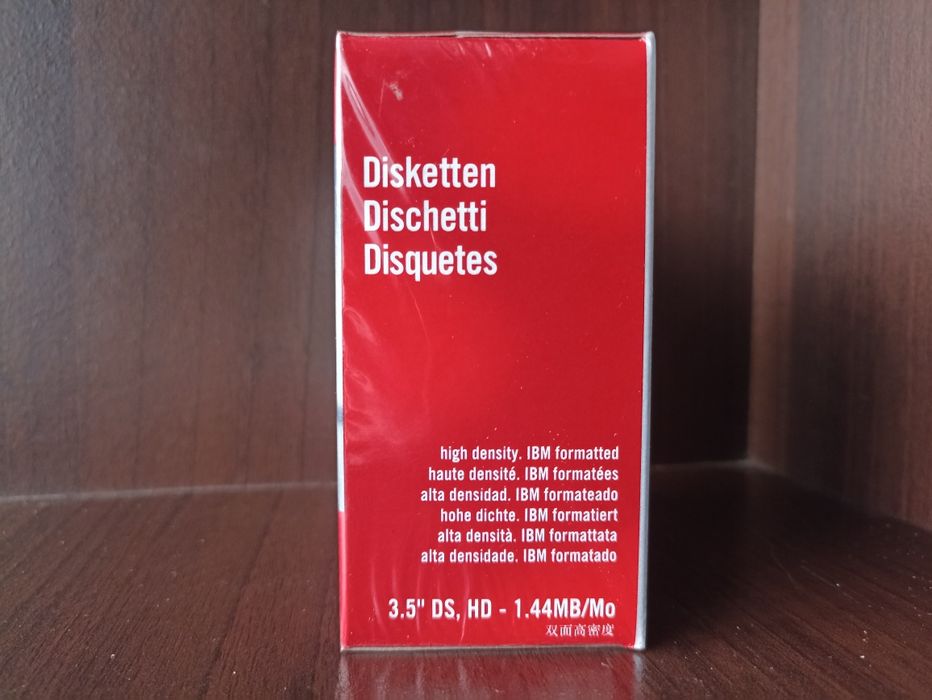 Disketten
Dischetti
Disquetes
high density. IBM formatted
haute densité. IBM formatées
alta densidad. IBM formateado
hohe dichte. IBM formatiert
alta densità. IBM formattata
alta densidade. IBM formatado
3.5" DS, HD - 1.44MB/Mo
双面高密度